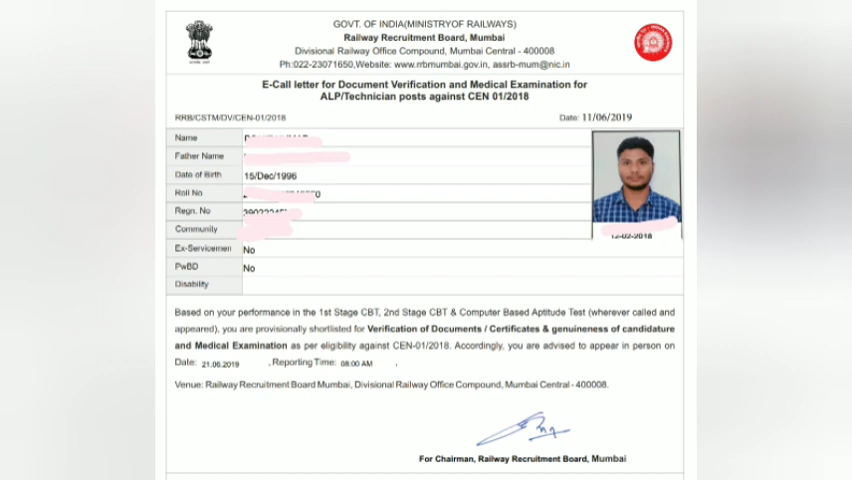 GOVT. OF INDIA(MINISTRYOF RAILWAYS)
Railway Recruitment Board, Mumbai
Divisional Railway Office Compound, Mumbai Central - 400008
Ph:022-23071650,Website: www.rrbmumbai.gov.in, assrb-mum@nic.in
E-Call letter for Document Verification and Medical Examination for
ALP/Technician posts against CEN 01/2018
RRB/CSTM/DV/CEN-01/2018 Date: 11/06/2019
Name
Father Name
Date of Birth 15/Dec/1996
Roll No
Regn. No
Community
12-02-2018
Ex-Servicemen No
PwBD No
Disability
Based on your performance in the 1st Stage CBT, 2nd Stage CBT & Computer Based Aptitude Test (wherever called and
appeared), you are provisionally shortlisted for Verification of Documents / Certificates & genuineness of candidature
and Medical Examination as per eligibility against CEN-01/2018. Accordingly, you are advised to appear in person on
Date: 21.06.2019 , Reporting Time: 08:00 AM .
Venue: Railway Recruitment Board Mumbai, Divisional Railway Office Compound, Mumbai Central - 400008.
For Chairman, Railway Recruitment Board, Mumbai